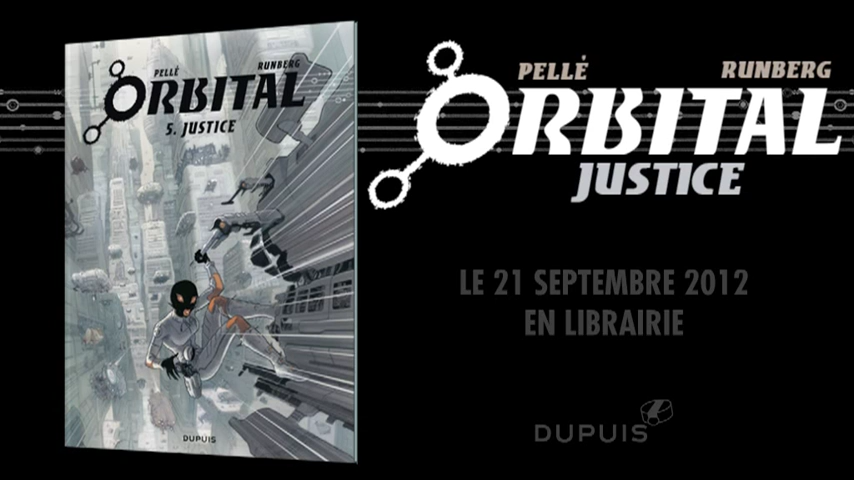 PELLÉ RUNBERG
ORBITAL
5. JUSTICE
DUPUIS
PELLÉ RUNBERG
ORBITAL
JUSTICE
LE 21 SEPTEMBRE 2012
EN LIBRAIRIE
DUPUIS